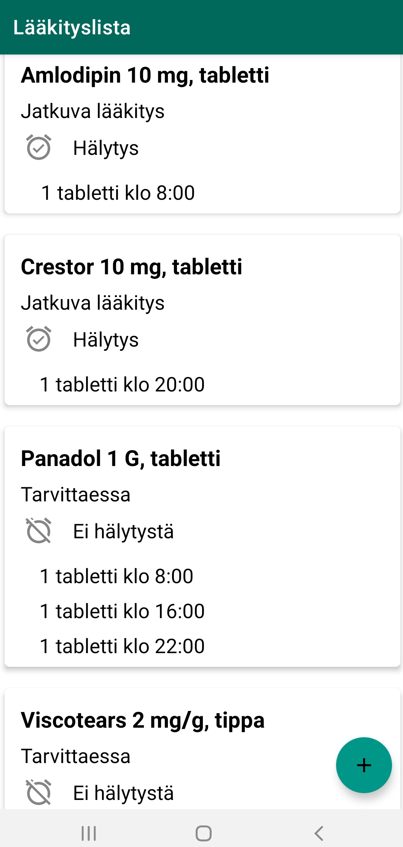 Lääkityslista
Amlodipin 10 mg, tabletti
Jatkuva lääkitys
Hälytys
1 tabletti klo 8:00
Crestor 10 mg, tabletti
Jatkuva lääkitys
Hälytys
1 tabletti klo 20:00
Panadol 1 G, tabletti
Tarvittaessa
Ei hälytystä
1 tabletti klo 8:00
1 tabletti klo 16:00
1 tabletti klo 22:00
Viscotears 2 mg/g, tippa
Tarvittaessa
Ei hälytystä